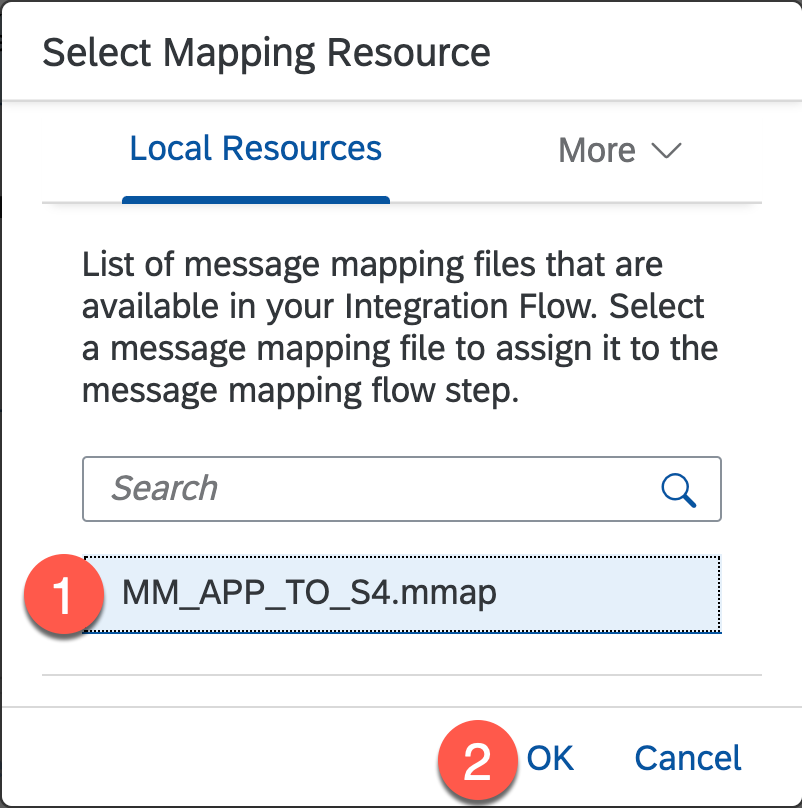 Select Mapping Resource
Local Resources More
List of message mapping files that are
available in your Integration Flow. Select
a message mapping file to assign it to the
message mapping flow step.
Search
1 MM_APP_TO_S4.mmap
2 OK Cancel